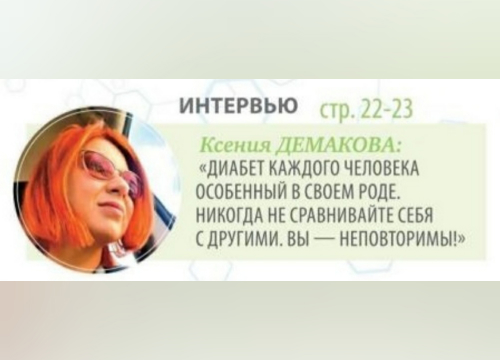 ИНТЕРВЬЮ стр. 22-23
Ксения ДЕМАКОВА:
«ДИАБЕТ КАЖДОГО ЧЕЛОВЕКА
ОСОБЕННЫЙ В СВОЕМ РОДЕ.
НИКОГДА НЕ СРАВНИВАЙТЕ СЕБЯ
С ДРУГИМИ. ВЫ — НЕПОВТОРИМЫ!»